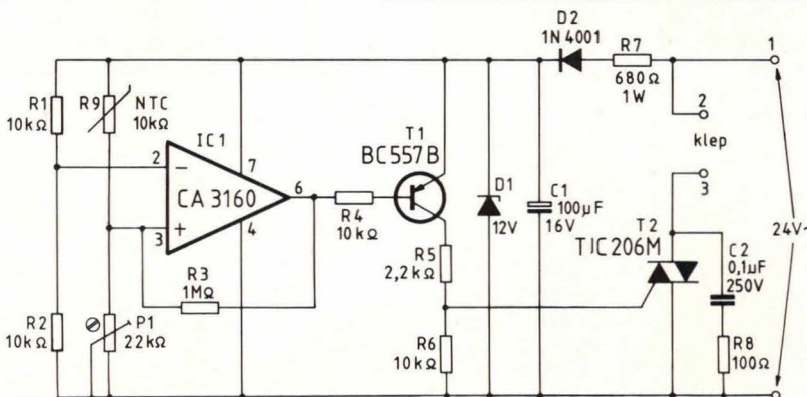 D2
1N 4001
R7
680Ω
1W
1
R1
10kΩ
R9
NTC
10kΩ
IC1
2
−
7
CA 3160
6
+
3
4
T1
BC557B
R4
10kΩ
D1
12V
C1
100µF
16V
2
klep
3
R3
1MΩ
R5
2,2kΩ
T2
TIC206M
C2
0,1µF
250V
24V~
R2
10kΩ
P1
22kΩ
R6
10kΩ
R8
100Ω